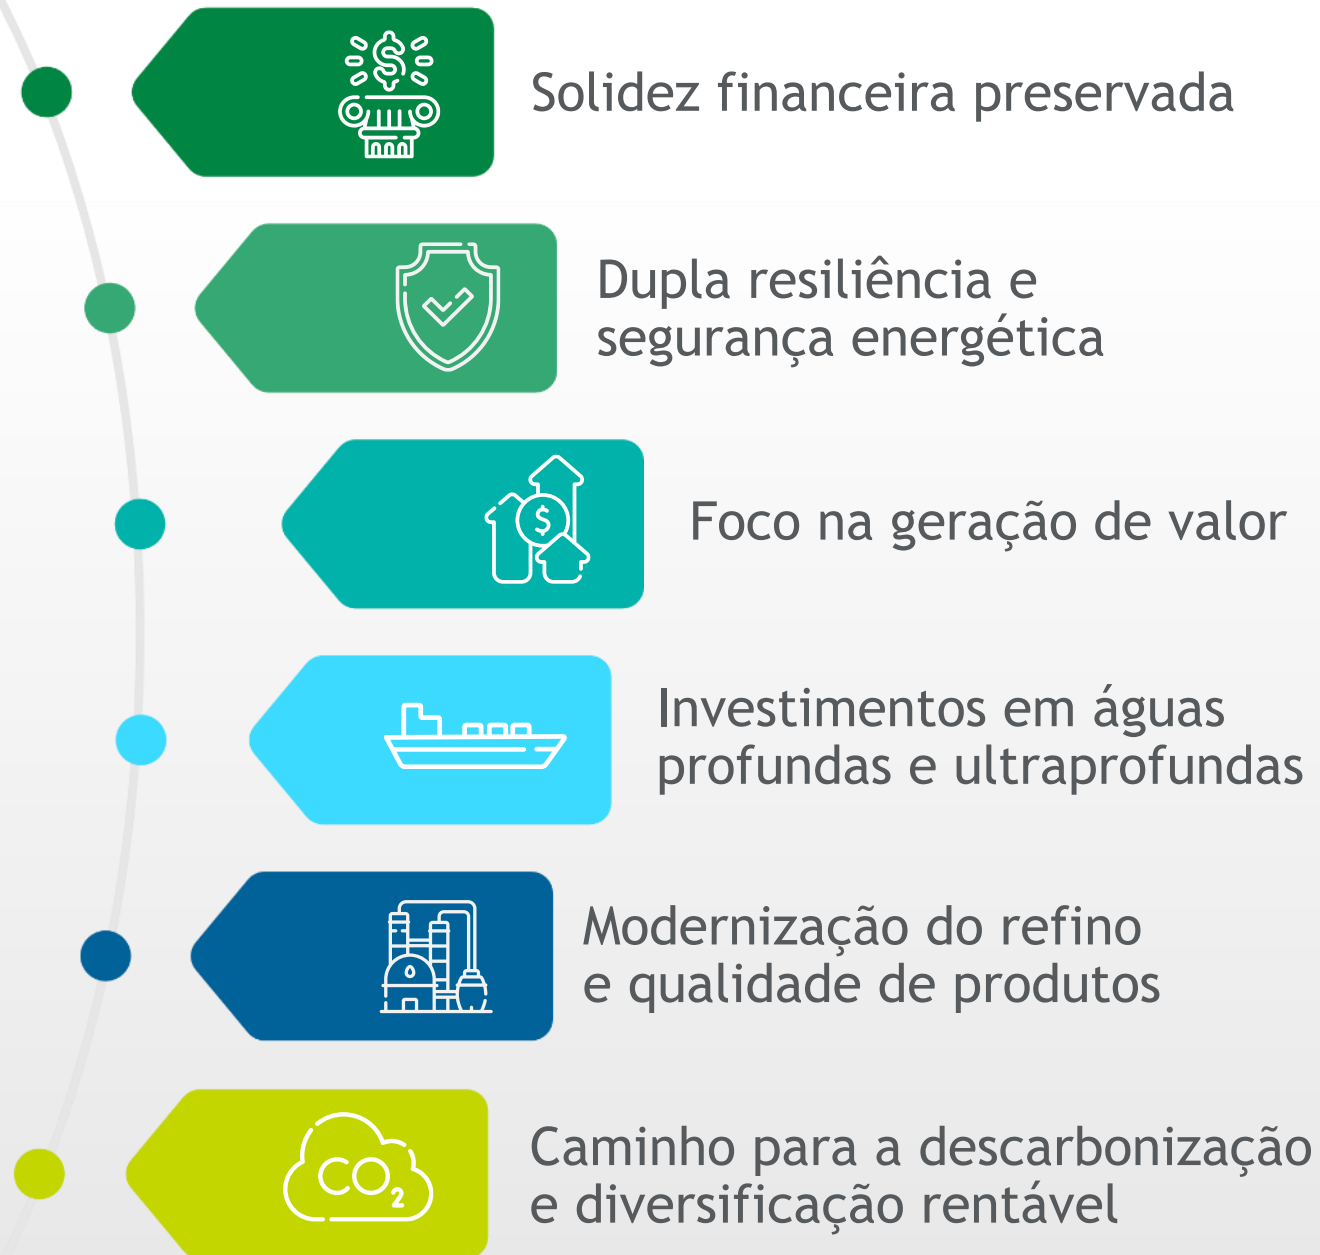 Solidez financeira preservada
Dupla resiliência e
segurança energética
Foco na geração de valor
Investimentos em águas
profundas e ultraprofundas
Modernização do refino
e qualidade de produtos
CO₂
Caminho para a descarbonização
e diversificação rentável